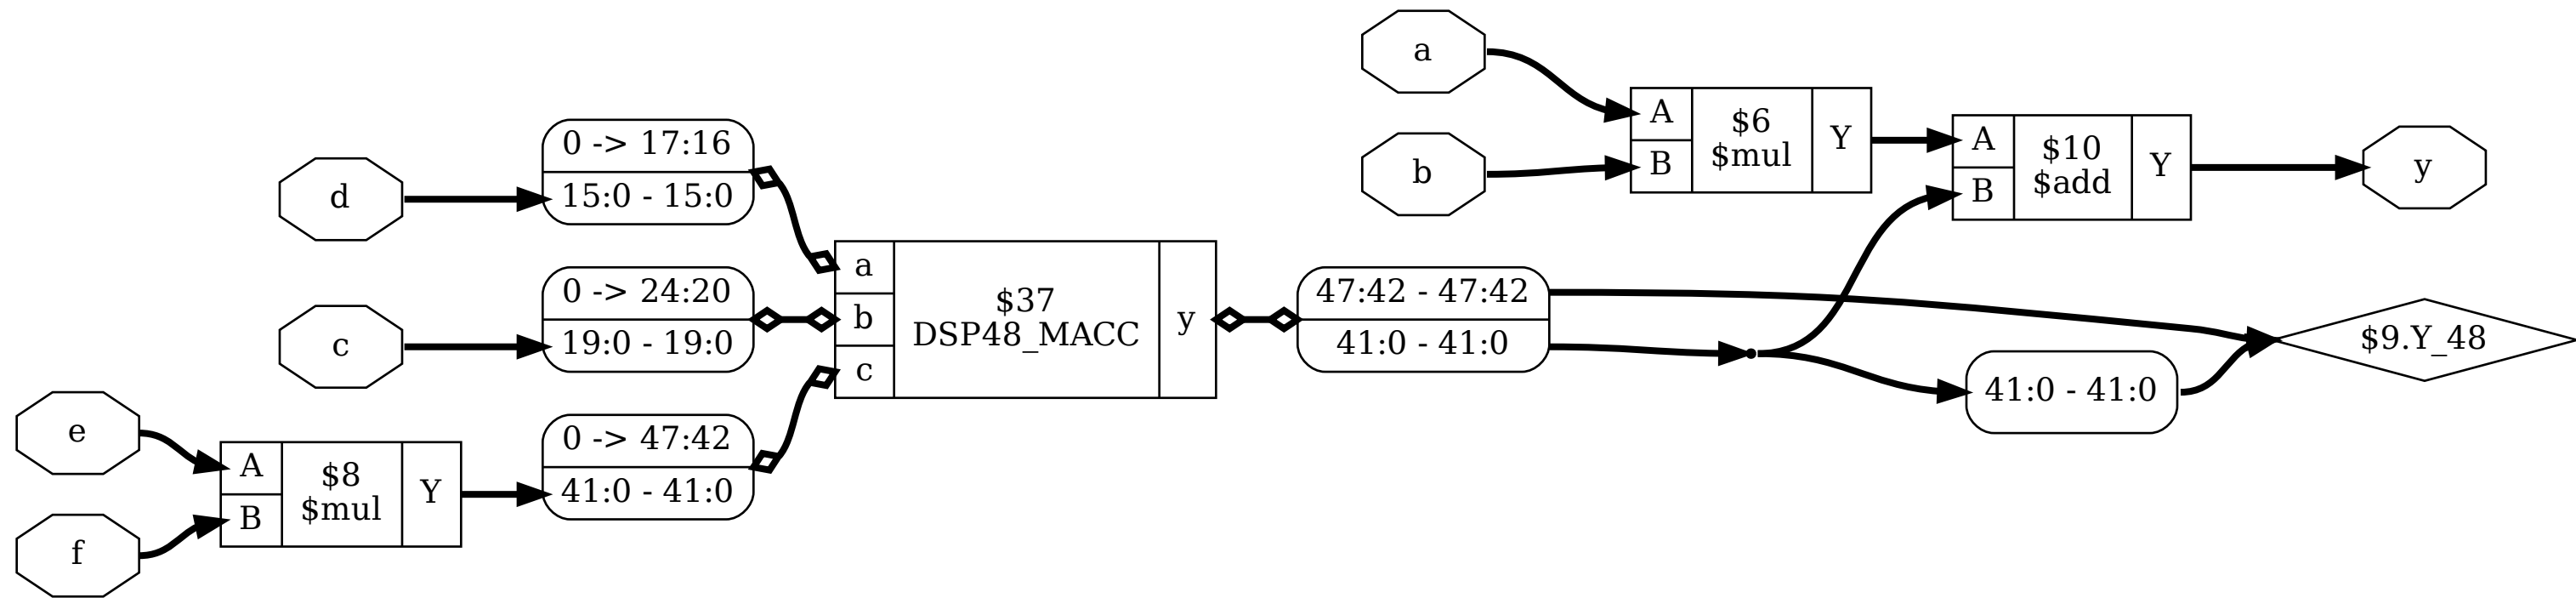 a
b
A
B
$6
$mul
Y
A
B
$10
$add
Y
y
d
0 -> 17:16
15:0 - 15:0
c
0 -> 24:20
19:0 - 19:0
e
f
A
B
$8
$mul
Y
0 -> 47:42
41:0 - 41:0
a
b
c
$37
DSP48_MACC
y
47:42 - 47:42
41:0 - 41:0
41:0 - 41:0
$9.Y_48